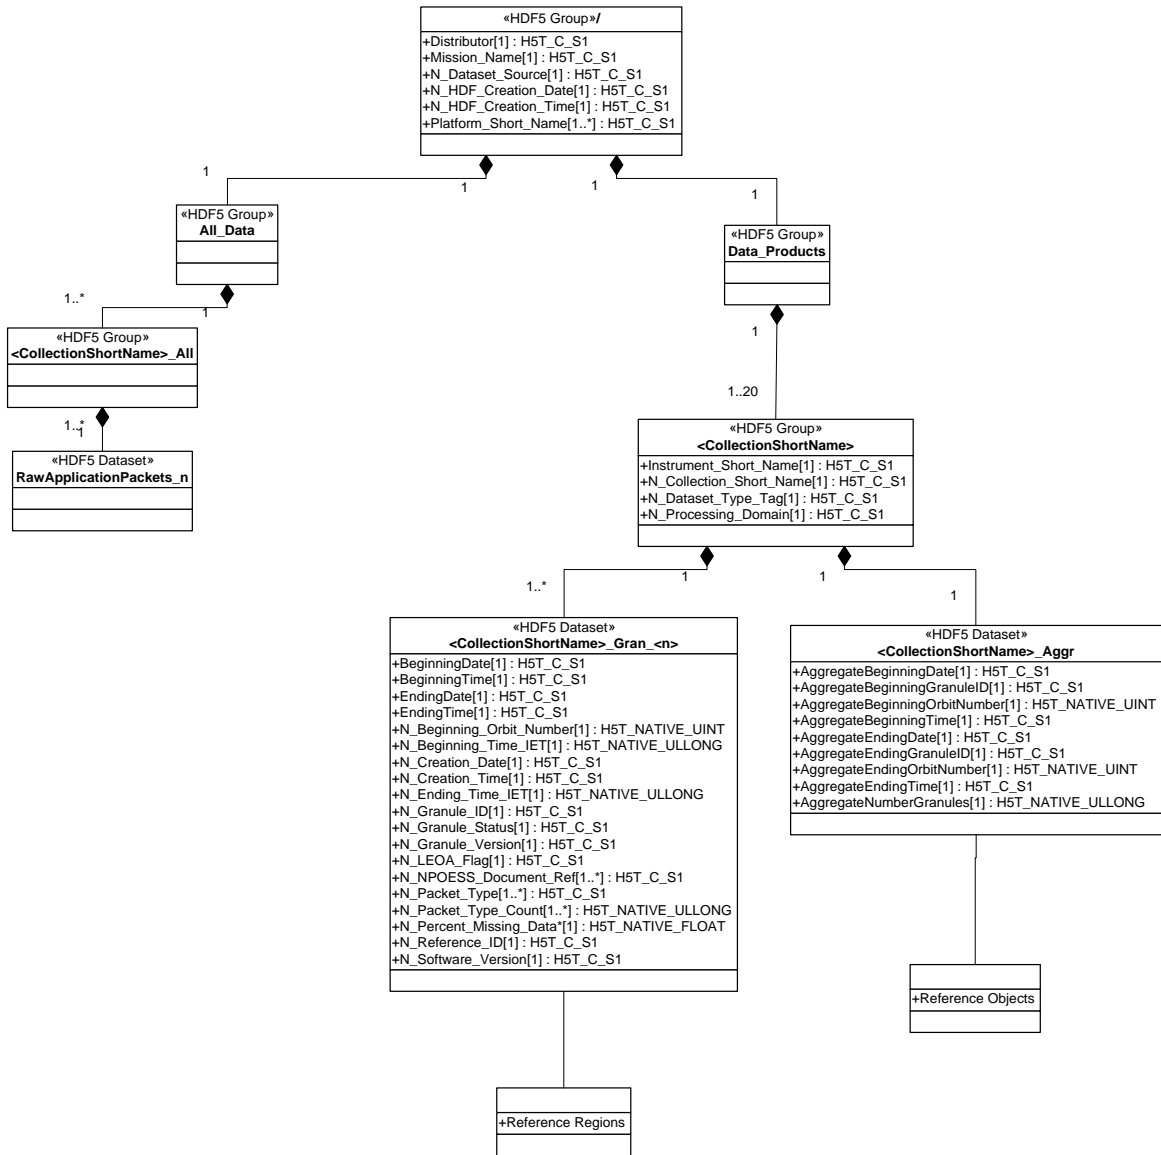 «HDF5 Group»/
+Distributor[1] : H5T_C_S1
+Mission_Name[1] : H5T_C_S1
+N_Dataset_Source[1] : H5T_C_S1
+N_HDF_Creation_Date[1] : H5T_C_S1
+N_HDF_Creation_Time[1] : H5T_C_S1
+Platform_Short_Name[1..*] : H5T_C_S1
1
1
1
1
«HDF5 Group»
All_Data
«HDF5 Group»
Data_Products
1..*
1
1
1..20
«HDF5 Group»
<CollectionShortName>_All
1..*
1
«HDF5 Dataset»
RawApplicationPackets_n
«HDF5 Group»
<CollectionShortName>
+Instrument_Short_Name[1] : H5T_C_S1
+N_Collection_Short_Name[1] : H5T_C_S1
+N_Dataset_Type_Tag[1] : H5T_C_S1
+N_Processing_Domain[1] : H5T_C_S1
1..*
1
1
1
«HDF5 Dataset»
<CollectionShortName>_Gran_<n>
+BeginningDate[1] : H5T_C_S1
+BeginningTime[1] : H5T_C_S1
+EndingDate[1] : H5T_C_S1
+EndingTime[1] : H5T_C_S1
+N_Beginning_Orbit_Number[1] : H5T_NATIVE_UINT
+N_Beginning_Time_IET[1] : H5T_NATIVE_ULLONG
+N_Creation_Date[1] : H5T_C_S1
+N_Creation_Time[1] : H5T_C_S1
+N_Ending_Time_IET[1] : H5T_NATIVE_ULLONG
+N_Granule_ID[1] : H5T_C_S1
+N_Granule_Status[1] : H5T_C_S1
+N_Granule_Version[1] : H5T_C_S1
+N_LEOA_Flag[1] : H5T_C_S1
+N_NPOESS_Document_Ref[1..*] : H5T_C_S1
+N_Packet_Type[1..*] : H5T_C_S1
+N_Packet_Type_Count[1..*] : H5T_NATIVE_ULLONG
+N_Percent_Missing_Data*[1] : H5T_NATIVE_FLOAT
+N_Reference_ID[1] : H5T_C_S1
+N_Software_Version[1] : H5T_C_S1
«HDF5 Dataset»
<CollectionShortName>_Aggr
+AggregateBeginningDate[1] : H5T_C_S1
+AggregateBeginningGranuleID[1] : H5T_C_S1
+AggregateBeginningOrbitNumber[1] : H5T_NATIVE_UINT
+AggregateBeginningTime[1] : H5T_C_S1
+AggregateEndingDate[1] : H5T_C_S1
+AggregateEndingGranuleID[1] : H5T_C_S1
+AggregateEndingOrbitNumber[1] : H5T_NATIVE_UINT
+AggregateEndingTime[1] : H5T_C_S1
+AggregateNumberGranules[1] : H5T_NATIVE_ULLONG
+Reference Objects
+Reference Regions